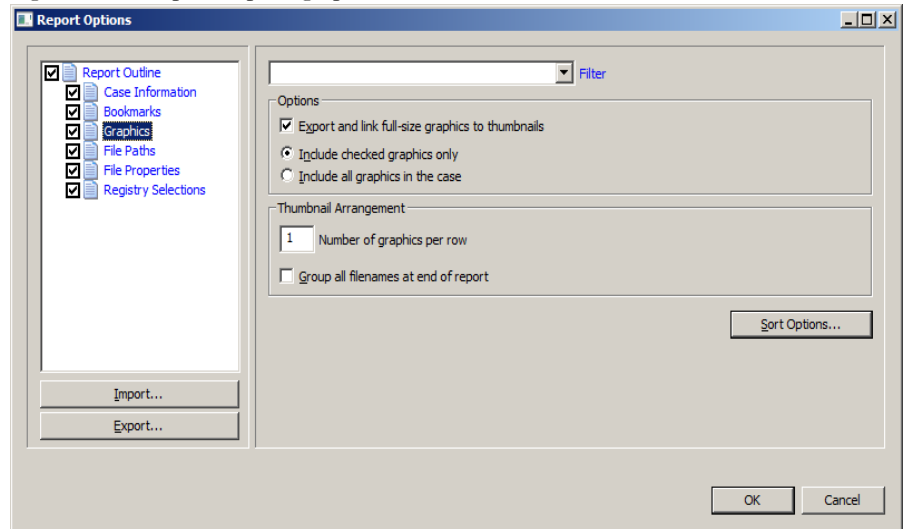 Report Options
Report Outline
Case Information
Bookmarks
Graphics
File Paths
File Properties
Registry Selections
Import...
Export...
Filter
Options
Export and link full-size graphics to thumbnails
Include checked graphics only
Include all graphics in the case
Thumbnail Arrangement
1 Number of graphics per row
Group all filenames at end of report
Sort Options...
OK Cancel